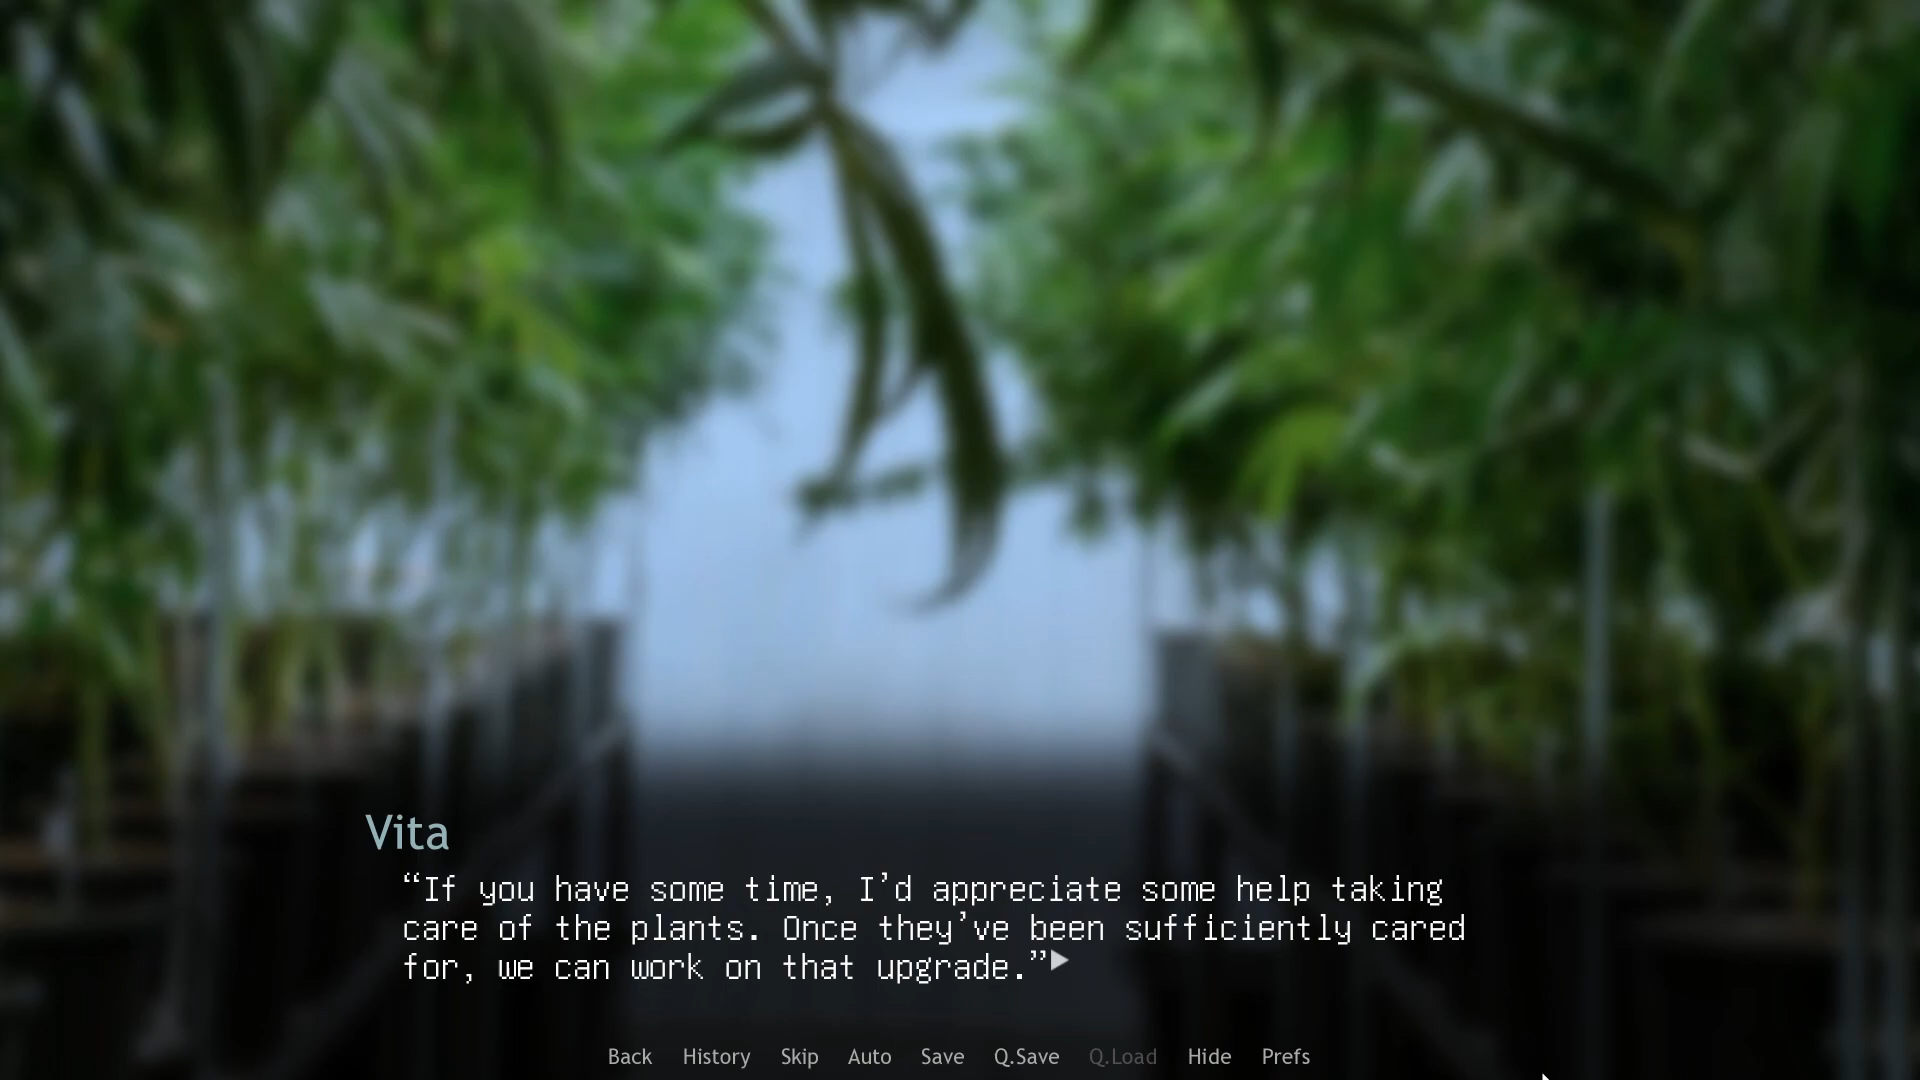 Vita
“If you have some time, I’d appreciate some help taking
care of the plants. Once they’ve been sufficiently cared
for, we can work on that upgrade.”
Back History Skip Auto Save Q.Save Q.Load Hide Prefs